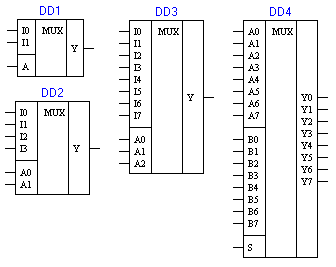 DD1
I0
I1
A
MUX
Y
DD2
I0
I1
I2
I3
A0
A1
MUX
Y
DD3
I0
I1
I2
I3
I4
I5
I6
I7
A0
A1
A2
MUX
Y
DD4
A0
A1
A2
A3
A4
A5
A6
A7
B0
B1
B2
B3
B4
B5
B6
B7
S
MUX
Y0
Y1
Y2
Y3
Y4
Y5
Y6
Y7